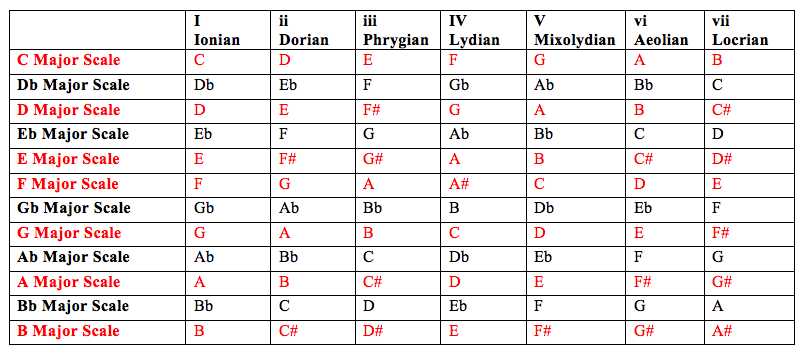 I ii iii IV V vi vii
Ionian Dorian Phrygian Lydian Mixolydian Aeolian Locrian
C Major Scale C D E F G A B
Db Major Scale Db Eb F Gb Ab Bb C
D Major Scale D E F# G A B C#
Eb Major Scale Eb F G Ab Bb C D
E Major Scale E F# G# A B C# D#
F Major Scale F G A A# C D E
Gb Major Scale Gb Ab Bb B Db Eb F
G Major Scale G A B C D E F#
Ab Major Scale Ab Bb C Db Eb F G
A Major Scale A B C# D E F# G#
Bb Major Scale Bb C D Eb F G A
B Major Scale B C# D# E F# G# A#